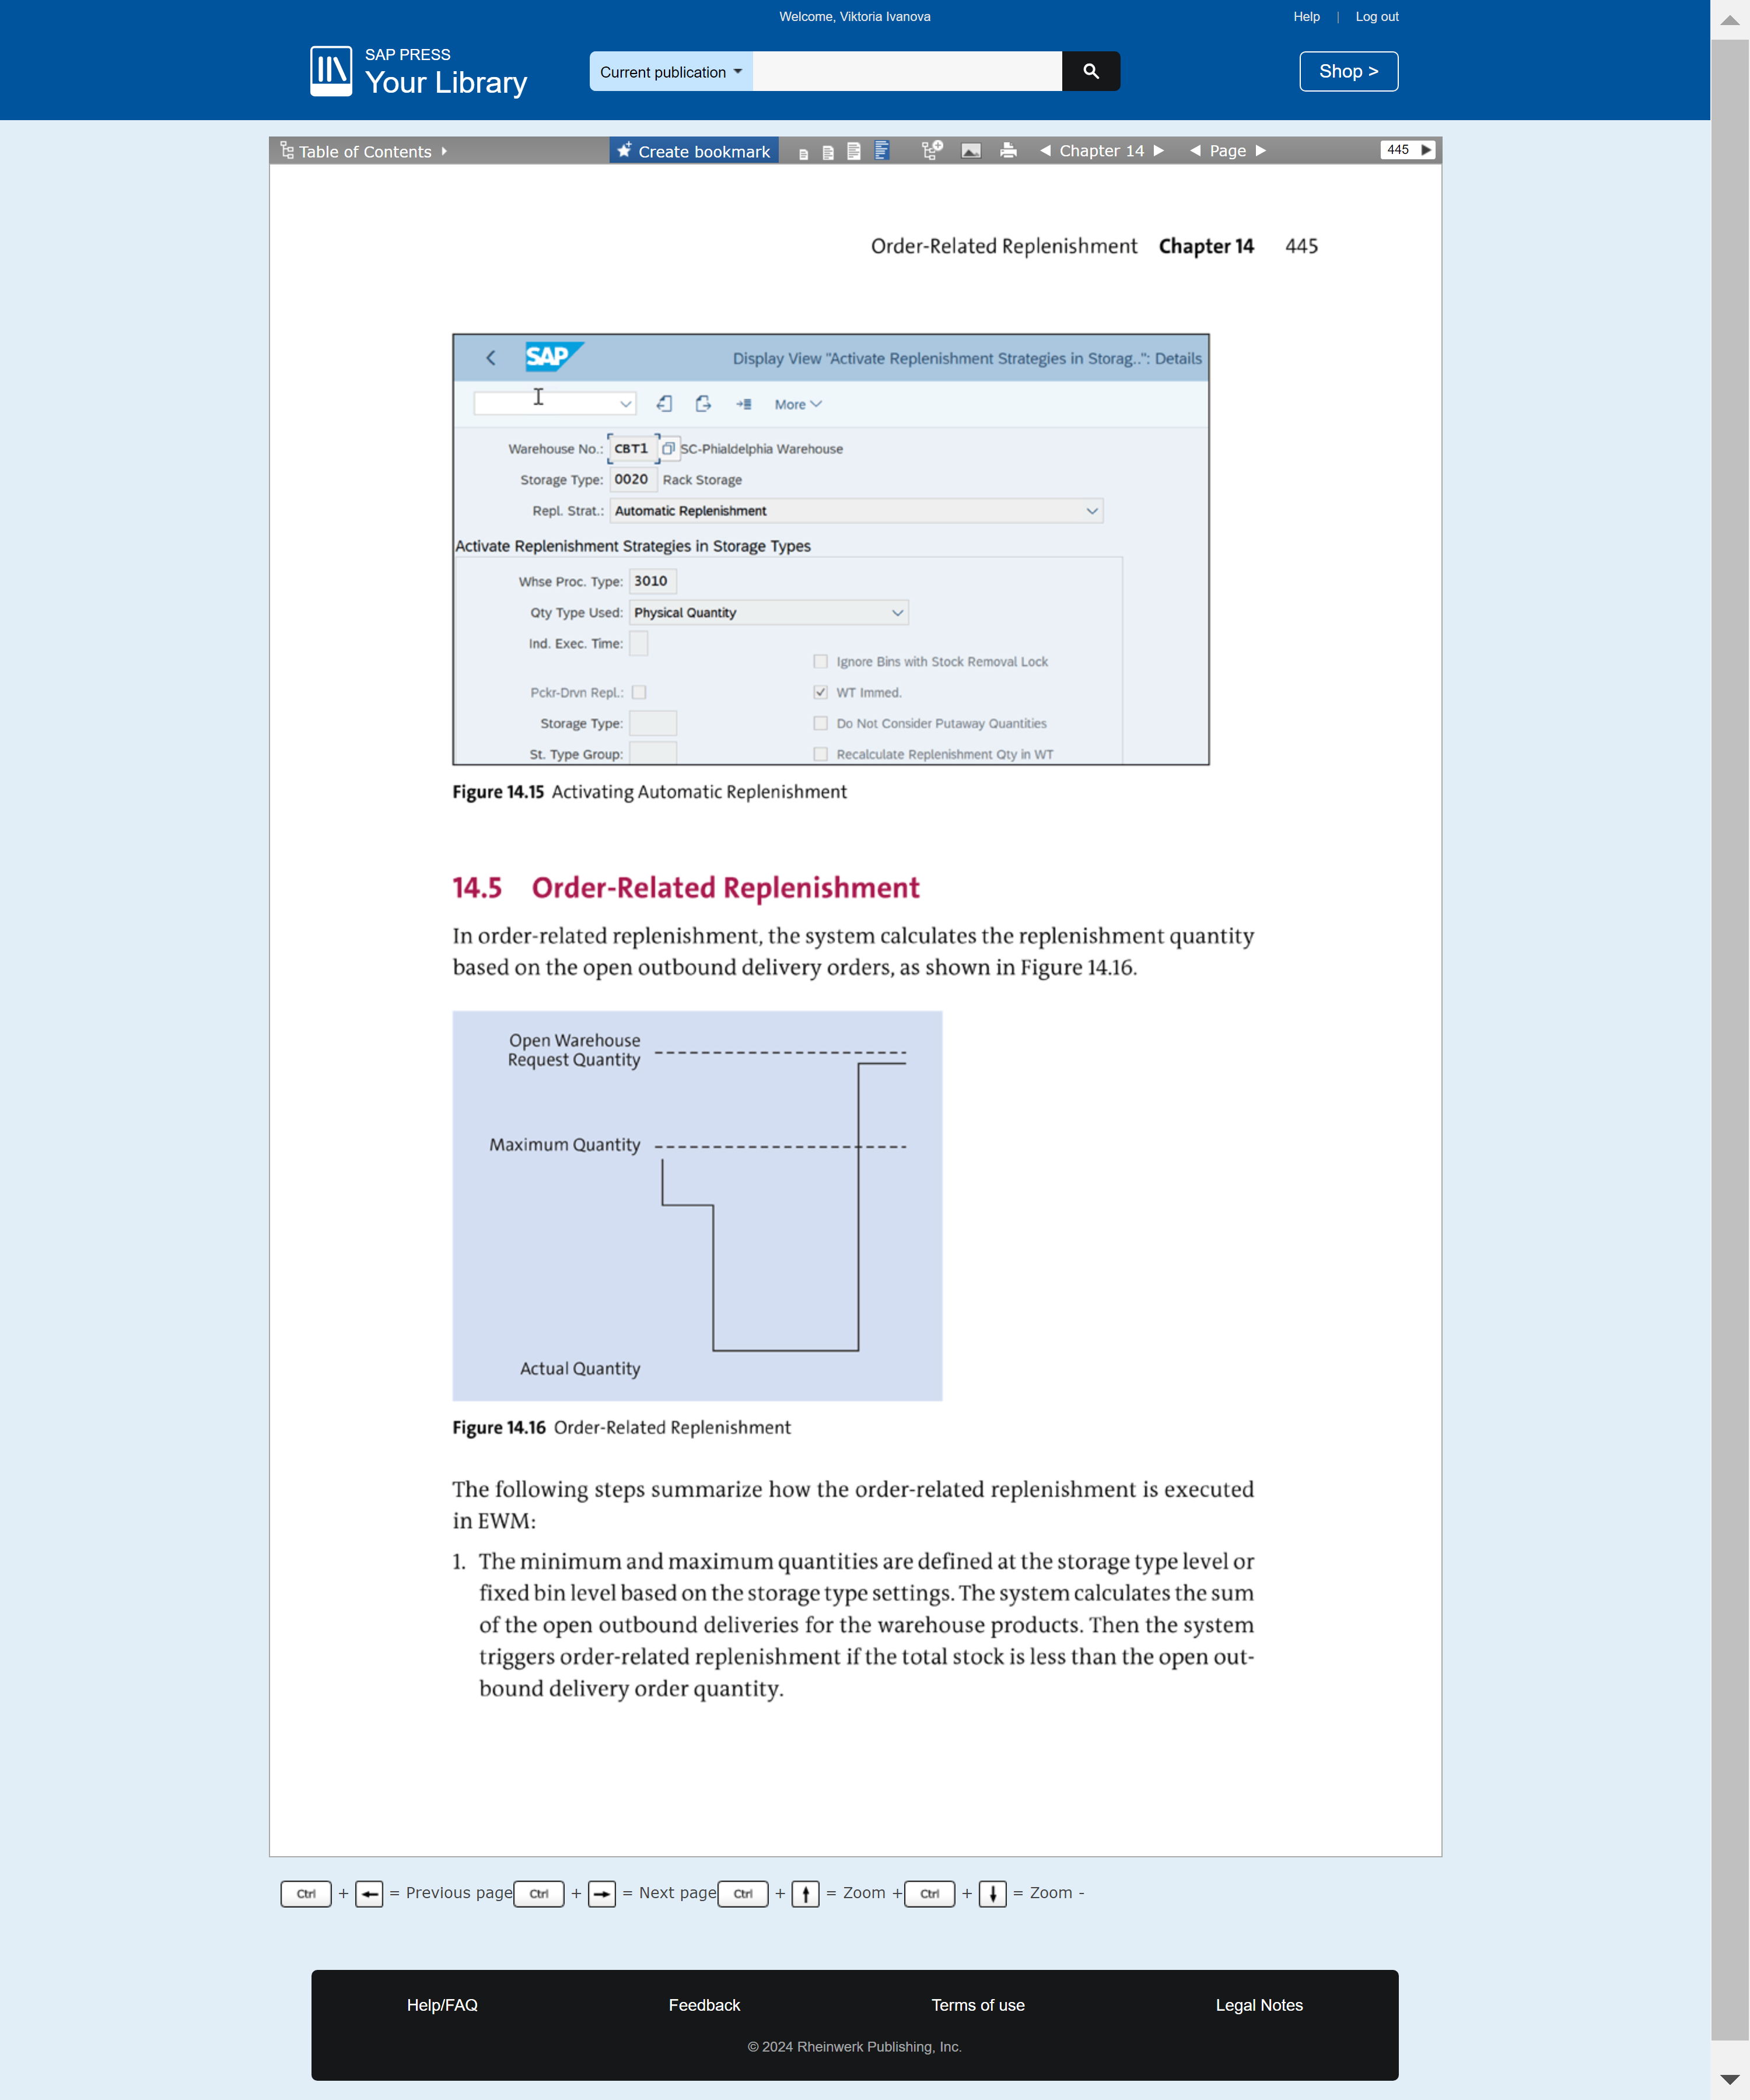 Welcome, Viktoria Ivanova
Help | Log out
SAP PRESS
Your Library
Current publication
Shop >
Table of Contents
Create bookmark
Chapter 14
Page
445
Order-Related Replenishment Chapter 14 445
SAP
Display View "Activate Replenishment Strategies in Storag..": Details
More
Warehouse No.: CBT1 SC-Phialdelphia Warehouse
Storage Type: 0020 Rack Storage
Repl. Strat.: Automatic Replenishment
Activate Replenishment Strategies in Storage Types
Whse Proc. Type: 3010
Qty Type Used: Physical Quantity
Ind. Exec. Time:
Ignore Bins with Stock Removal Lock
Pckr-Drvn Repl.: WT Immed.
Storage Type: Do Not Consider Putaway Quantities
St. Type Group: Recalculate Replenishment Qty in WT
Figure 14.15 Activating Automatic Replenishment
14.5 Order-Related Replenishment
In order-related replenishment, the system calculates the replenishment quantity
based on the open outbound delivery orders, as shown in Figure 14.16.
Open Warehouse
Request Quantity
Maximum Quantity
Actual Quantity
Figure 14.16 Order-Related Replenishment
The following steps summarize how the order-related replenishment is executed
in EWM:
1. The minimum and maximum quantities are defined at the storage type level or
fixed bin level based on the storage type settings. The system calculates the sum
of the open outbound deliveries for the warehouse products. Then the system
triggers order-related replenishment if the total stock is less than the open out-
bound delivery order quantity.
Ctrl + = Previous page Ctrl + = Next page Ctrl + = Zoom + Ctrl + = Zoom -
Help/FAQ
Feedback
Terms of use
Legal Notes
© 2024 Rheinwerk Publishing, Inc.